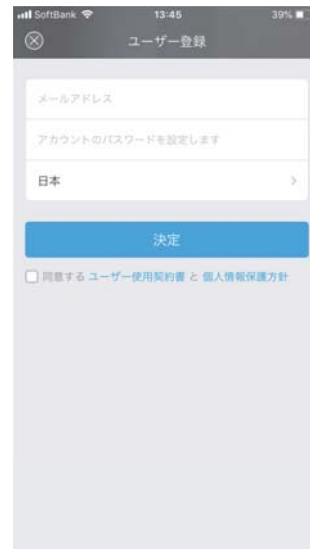 SoftBank 13:45 39%
ユーザー登録
メールアドレス
アカウントのパスワードを設定します
日本
決定
同意する ユーザー使用契約書 と 個人情報保護方針